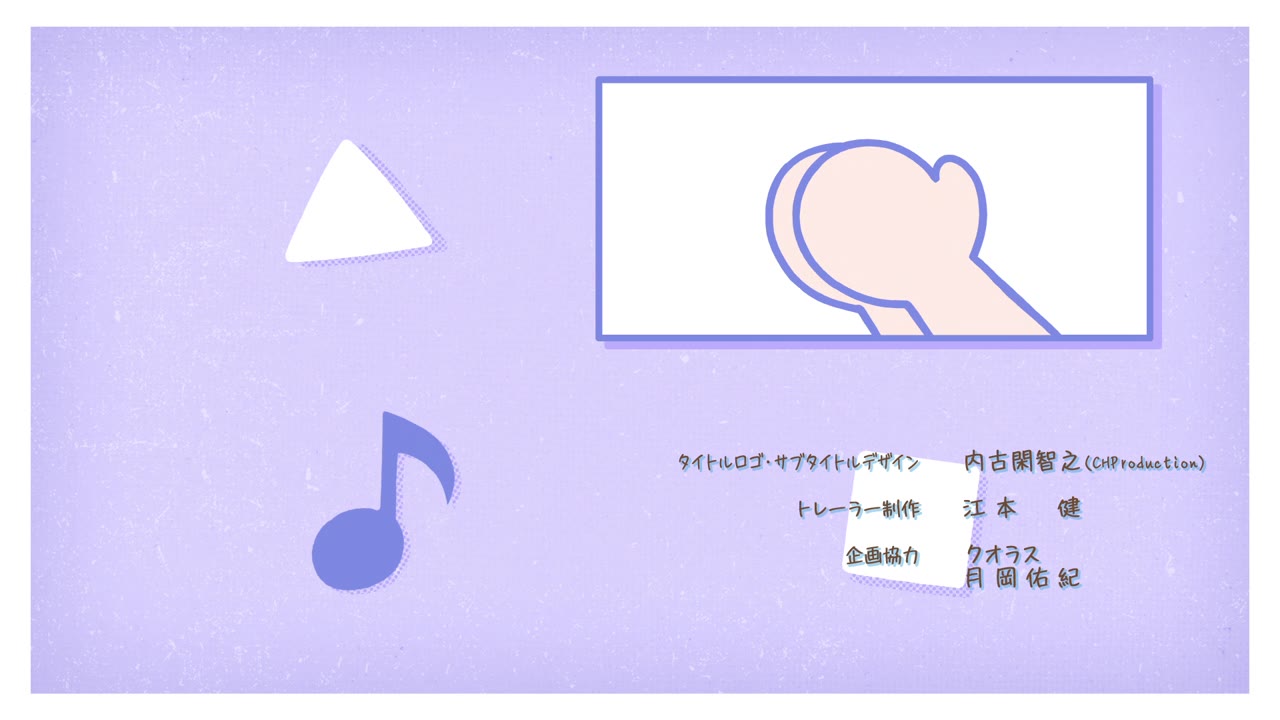 タイトルロゴ・サブタイトルデザイン 内古閑智之(CHProduction)
トレーラー制作 江本 健
企画協力 クオラス
月岡佑紀